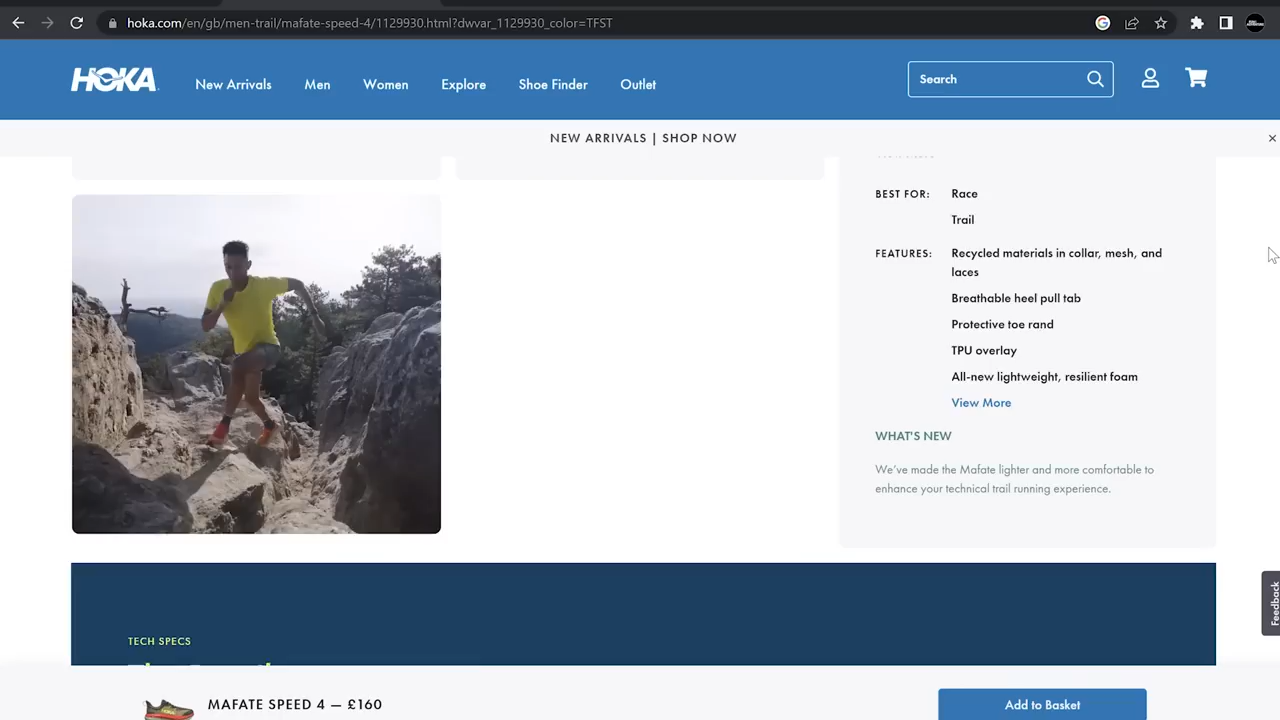 hoka.com/en/gb/men-trail/mafate-speed-4/1129930.html?dwvar_1129930_color=TFST
HOKA
New Arrivals
Men
Women
Explore
Shoe Finder
Outlet
Search
NEW ARRIVALS | SHOP NOW
BEST FOR:
Race
Trail
FEATURES:
Recycled materials in collar, mesh, and
laces
Breathable heel pull tab
Protective toe rand
TPU overlay
All-new lightweight, resilient foam
View More
WHAT'S NEW
We've made the Mafate lighter and more comfortable to
enhance your technical trail running experience.
Feedback
TECH SPECS
MAFATE SPEED 4 — £160
Add to Basket